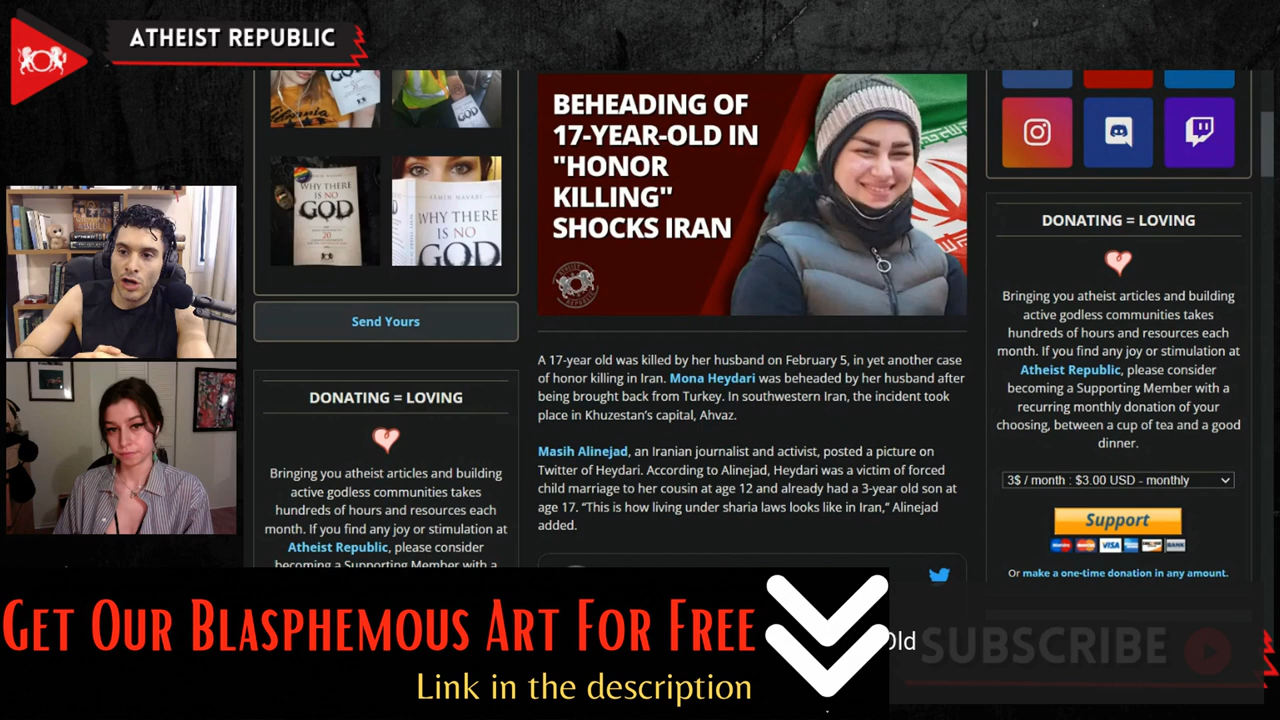 ATHEIST REPUBLIC
WHY THERE
IS NO
GOD
20
WHY THERE
IS NO
GOD
Send Yours
DONATING = LOVING
Bringing you atheist articles and building
active godless communities takes
hundreds of hours and resources each
month. If you find any joy or stimulation at
Atheist Republic, please consider
becoming a Supporting Member with a
BEHEADING OF
17-YEAR-OLD IN
"HONOR
KILLING"
SHOCKS IRAN
A 17-year old was killed by her husband on February 5, in yet another case
of honor killing in Iran. Mona Heydari was beheaded by her husband after
being brought back from Turkey. In southwestern Iran, the incident took
place in Khuzestan's capital, Ahvaz.
Masih Alinejad, an Iranian journalist and activist, posted a picture on
Twitter of Heydari. According to Alinejad, Heydari was a victim of forced
child marriage to her cousin at age 12 and already had a 3-year old son at
age 17. “This is how living under sharia laws looks like in Iran,” Alinejad
added.
DONATING = LOVING
Bringing you atheist articles and building
active godless communities takes
hundreds of hours and resources each
month. If you find any joy or stimulation at
Atheist Republic, please consider
becoming a Supporting Member with a
recurring monthly donation of your
choosing, between a cup of tea and a good
dinner.
3$ / month : $3.00 USD - monthly
Support
VISA
BANK
Or make a one-time donation in any amount.
GET OUR BLASPHEMOUS ART FOR FREE
Link in the description
Old
SUBSCRIBE